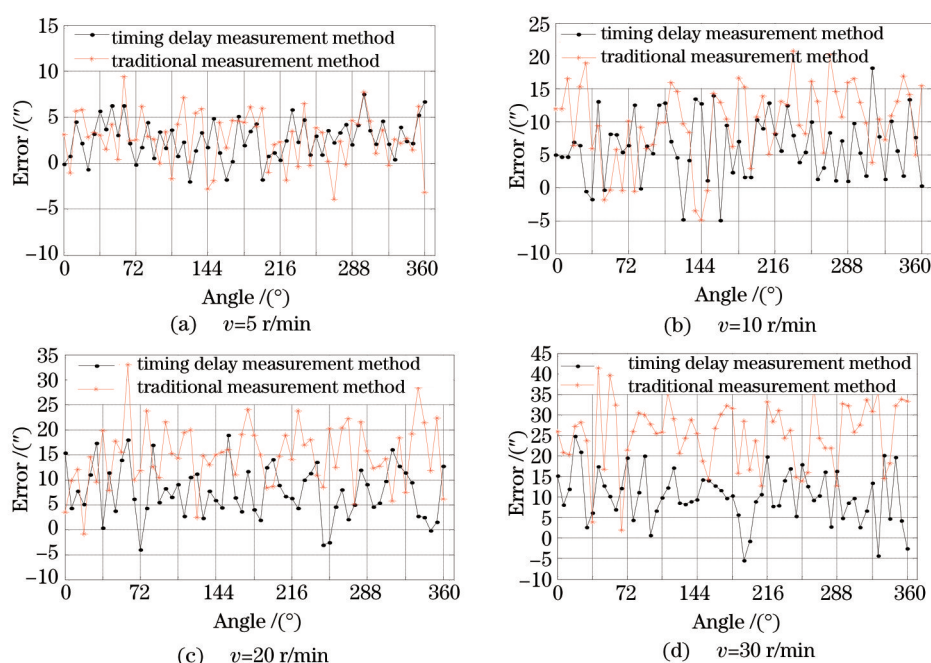 15
10
5
0
−5
−10
Error /(″)
timing delay measurement method
traditional measurement method
0 72 144 216 288 360
Angle /(°)
(a) v=5 r/min
25
20
15
10
5
0
−5
−10
Error /(″)
timing delay measurement method
traditional measurement method
0 72 144 216 288 360
Angle /(°)
(b) v=10 r/min
35
30
25
20
15
10
5
0
−5
−10
Error /(″)
timing delay measurement method
traditional measurement method
0 72 144 216 288 360
Angle /(°)
(c) v=20 r/min
45
40
35
30
25
20
15
10
5
0
−5
−10
Error /(″)
timing delay measurement method
traditional measurement method
0 72 144 216 288 360
Angle /(°)
(d) v=30 r/min